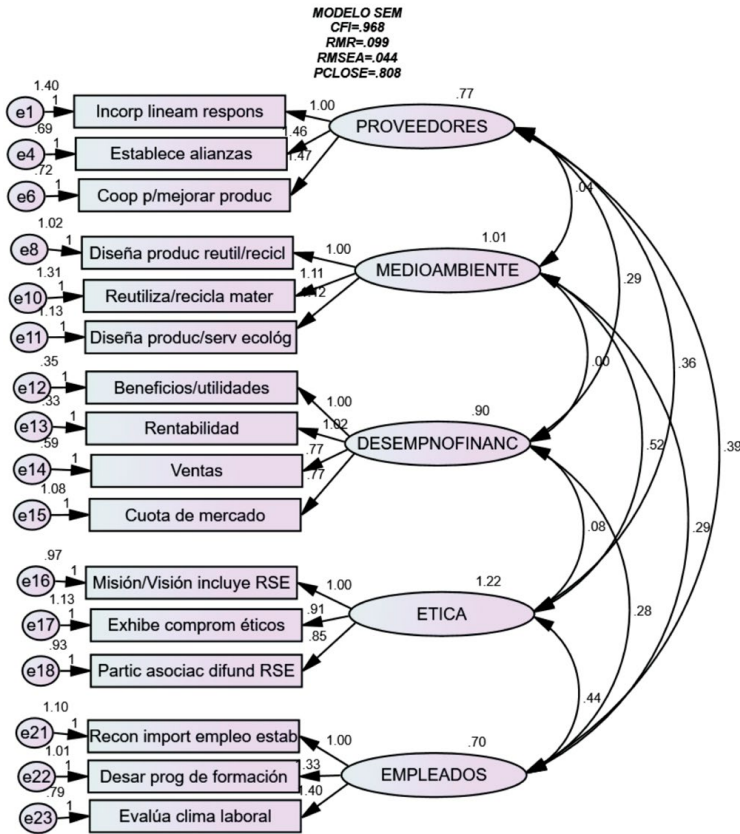 MODELO SEM
CFI=.968
RMR=.099
RMSEA=.044
PCLOSE=.808
1.40
e1 1 Incorp lineam respons 1.00 PROVEEDORES .77
.69
e4 1 Establece alianzas 1.46
.72
e6 1 Coop p/mejorar produc 1.47
1.02
e8 1 Diseña produc reutil/recicl 1.00 MEDIOAMBIENTE 1.01
1.31
e10 1 Reutiliza/recicla mater 1.11
1.13
e11 1 Diseña produc/serv ecológ
.35
e12 1 Beneficios/utilidades 1.00
.33
e13 1 Rentabilidad 1.02 DESEMPNOFINANC .90
.59
e14 1 Ventas .77
1.08
e15 1 Cuota de mercado .77
.97
e16 1 Misión/Visión incluye RSE 1.00
1.13
e17 1 Exhibe comprom éticos .91 ETICA 1.22
.93
e18 1 Partic asociac difund RSE .85
1.10
e21 1 Recon import empleo estab 1.00
1.01
e22 1 Desar prog de formación .33 EMPLEADOS .70
.79
e23 1 Evalúa clima laboral 1.40
.04
.29
.00
.36
.52
.39
.29
.08
.28
.44